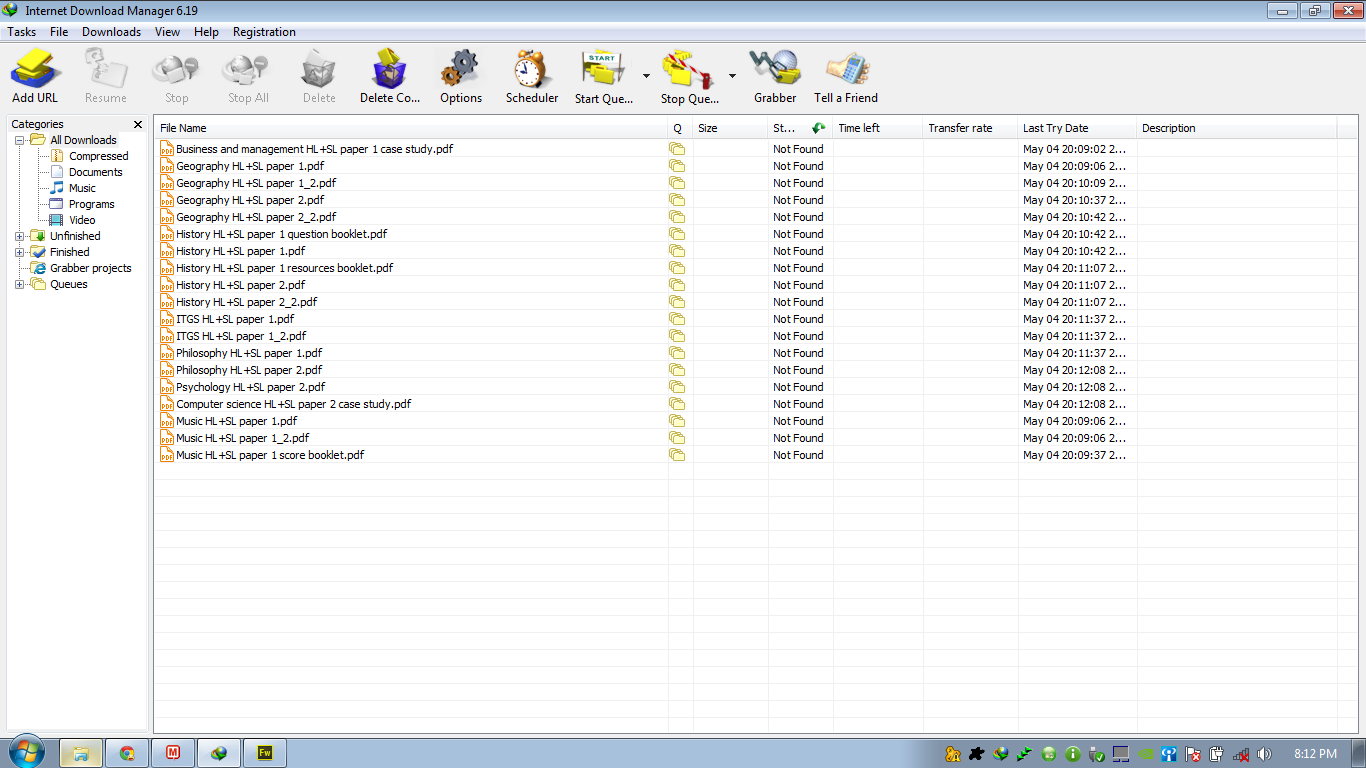 Internet Download Manager 6.19
Tasks File Downloads View Help Registration
START
Add URL Resume Stop Stop All Delete Delete Co... Options Scheduler Start Que... Stop Que... Grabber Tell a Friend
Categories
All Downloads
Compressed
Documents
Music
Programs
Video
Unfinished
Finished
Grabber projects
Queues
File Name Q Size St... Time left Transfer rate Last Try Date Description
Business and management HL+SL paper 1 case study.pdf Not Found May 04 20:09:02 2...
Geography HL+SL paper 1.pdf Not Found May 04 20:09:06 2...
Geography HL+SL paper 1_2.pdf Not Found May 04 20:10:09 2...
Geography HL+SL paper 2.pdf Not Found May 04 20:10:37 2...
Geography HL+SL paper 2_2.pdf Not Found May 04 20:10:42 2...
History HL+SL paper 1 question booklet.pdf Not Found May 04 20:10:42 2...
History HL+SL paper 1.pdf Not Found May 04 20:10:42 2...
History HL+SL paper 1 resources booklet.pdf Not Found May 04 20:11:07 2...
History HL+SL paper 2.pdf Not Found May 04 20:11:07 2...
History HL+SL paper 2_2.pdf Not Found May 04 20:11:07 2...
ITGS HL+SL paper 1.pdf Not Found May 04 20:11:37 2...
ITGS HL+SL paper 1_2.pdf Not Found May 04 20:11:37 2...
Philosophy HL+SL paper 1.pdf Not Found May 04 20:11:37 2...
Philosophy HL+SL paper 2.pdf Not Found May 04 20:12:08 2...
Psychology HL+SL paper 2.pdf Not Found May 04 20:12:08 2...
Computer science HL+SL paper 2 case study.pdf Not Found May 04 20:12:08 2...
Music HL+SL paper 1.pdf Not Found May 04 20:09:06 2...
Music HL+SL paper 1_2.pdf Not Found May 04 20:09:06 2...
Music HL+SL paper 1 score booklet.pdf Not Found May 04 20:09:37 2...
M Fw 8:12 PM